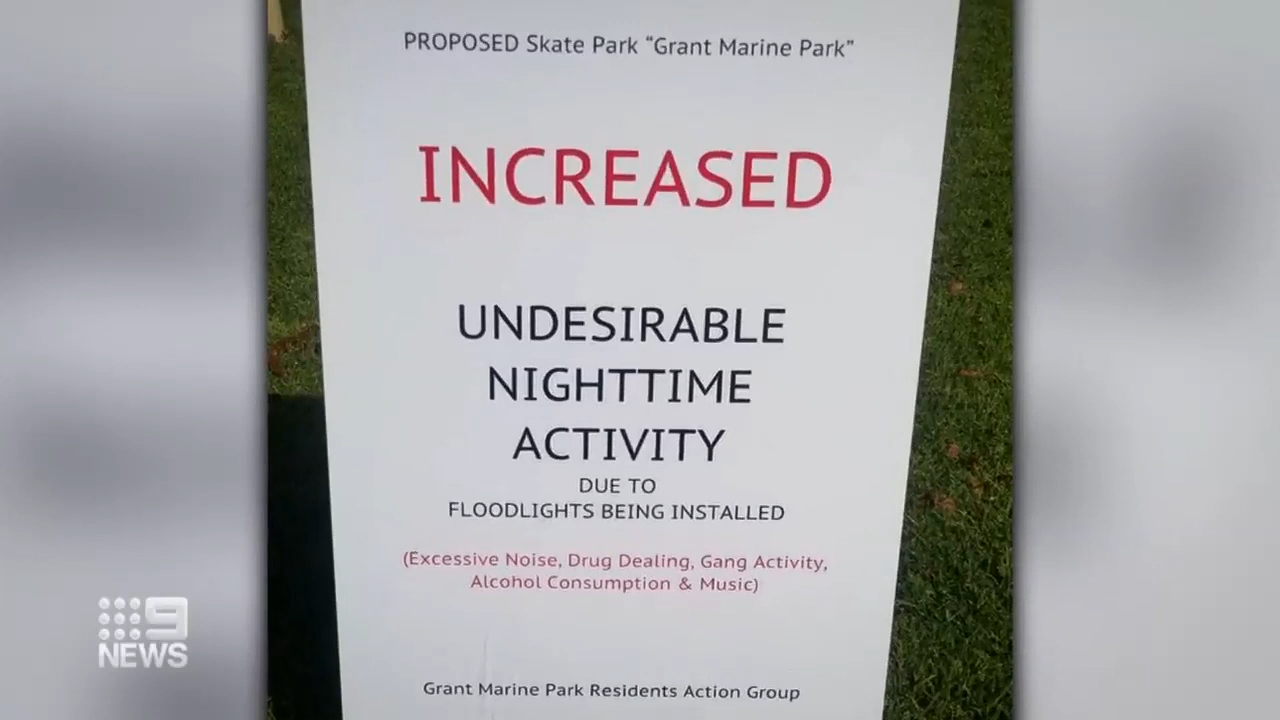 PROPOSED Skate Park “Grant Marine Park”
INCREASED
UNDESIRABLE
NIGHTTIME
ACTIVITY
DUE TO
FLOODLIGHTS BEING INSTALLED
(Excessive Noise, Drug Dealing, Gang Activity,
Alcohol Consumption & Music)
Grant Marine Park Residents Action Group
9
NEWS